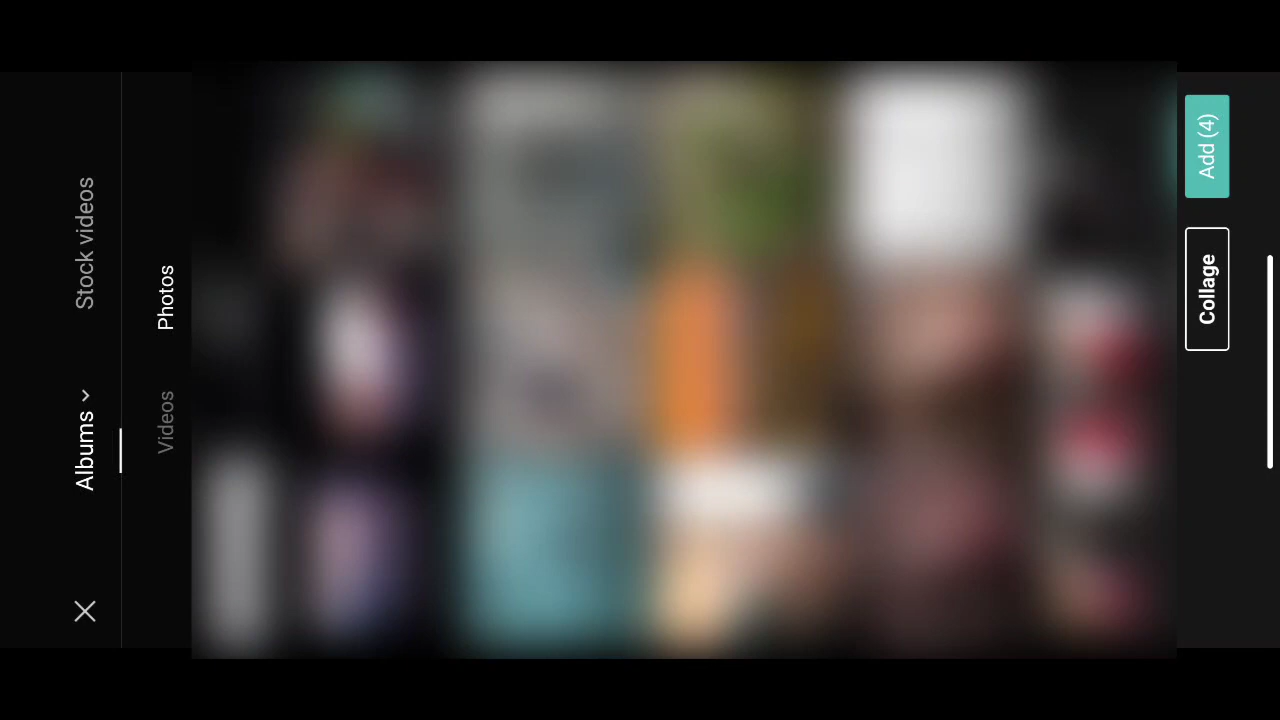 Albums
Stock videos
Videos
Photos
Collage
Add (4)